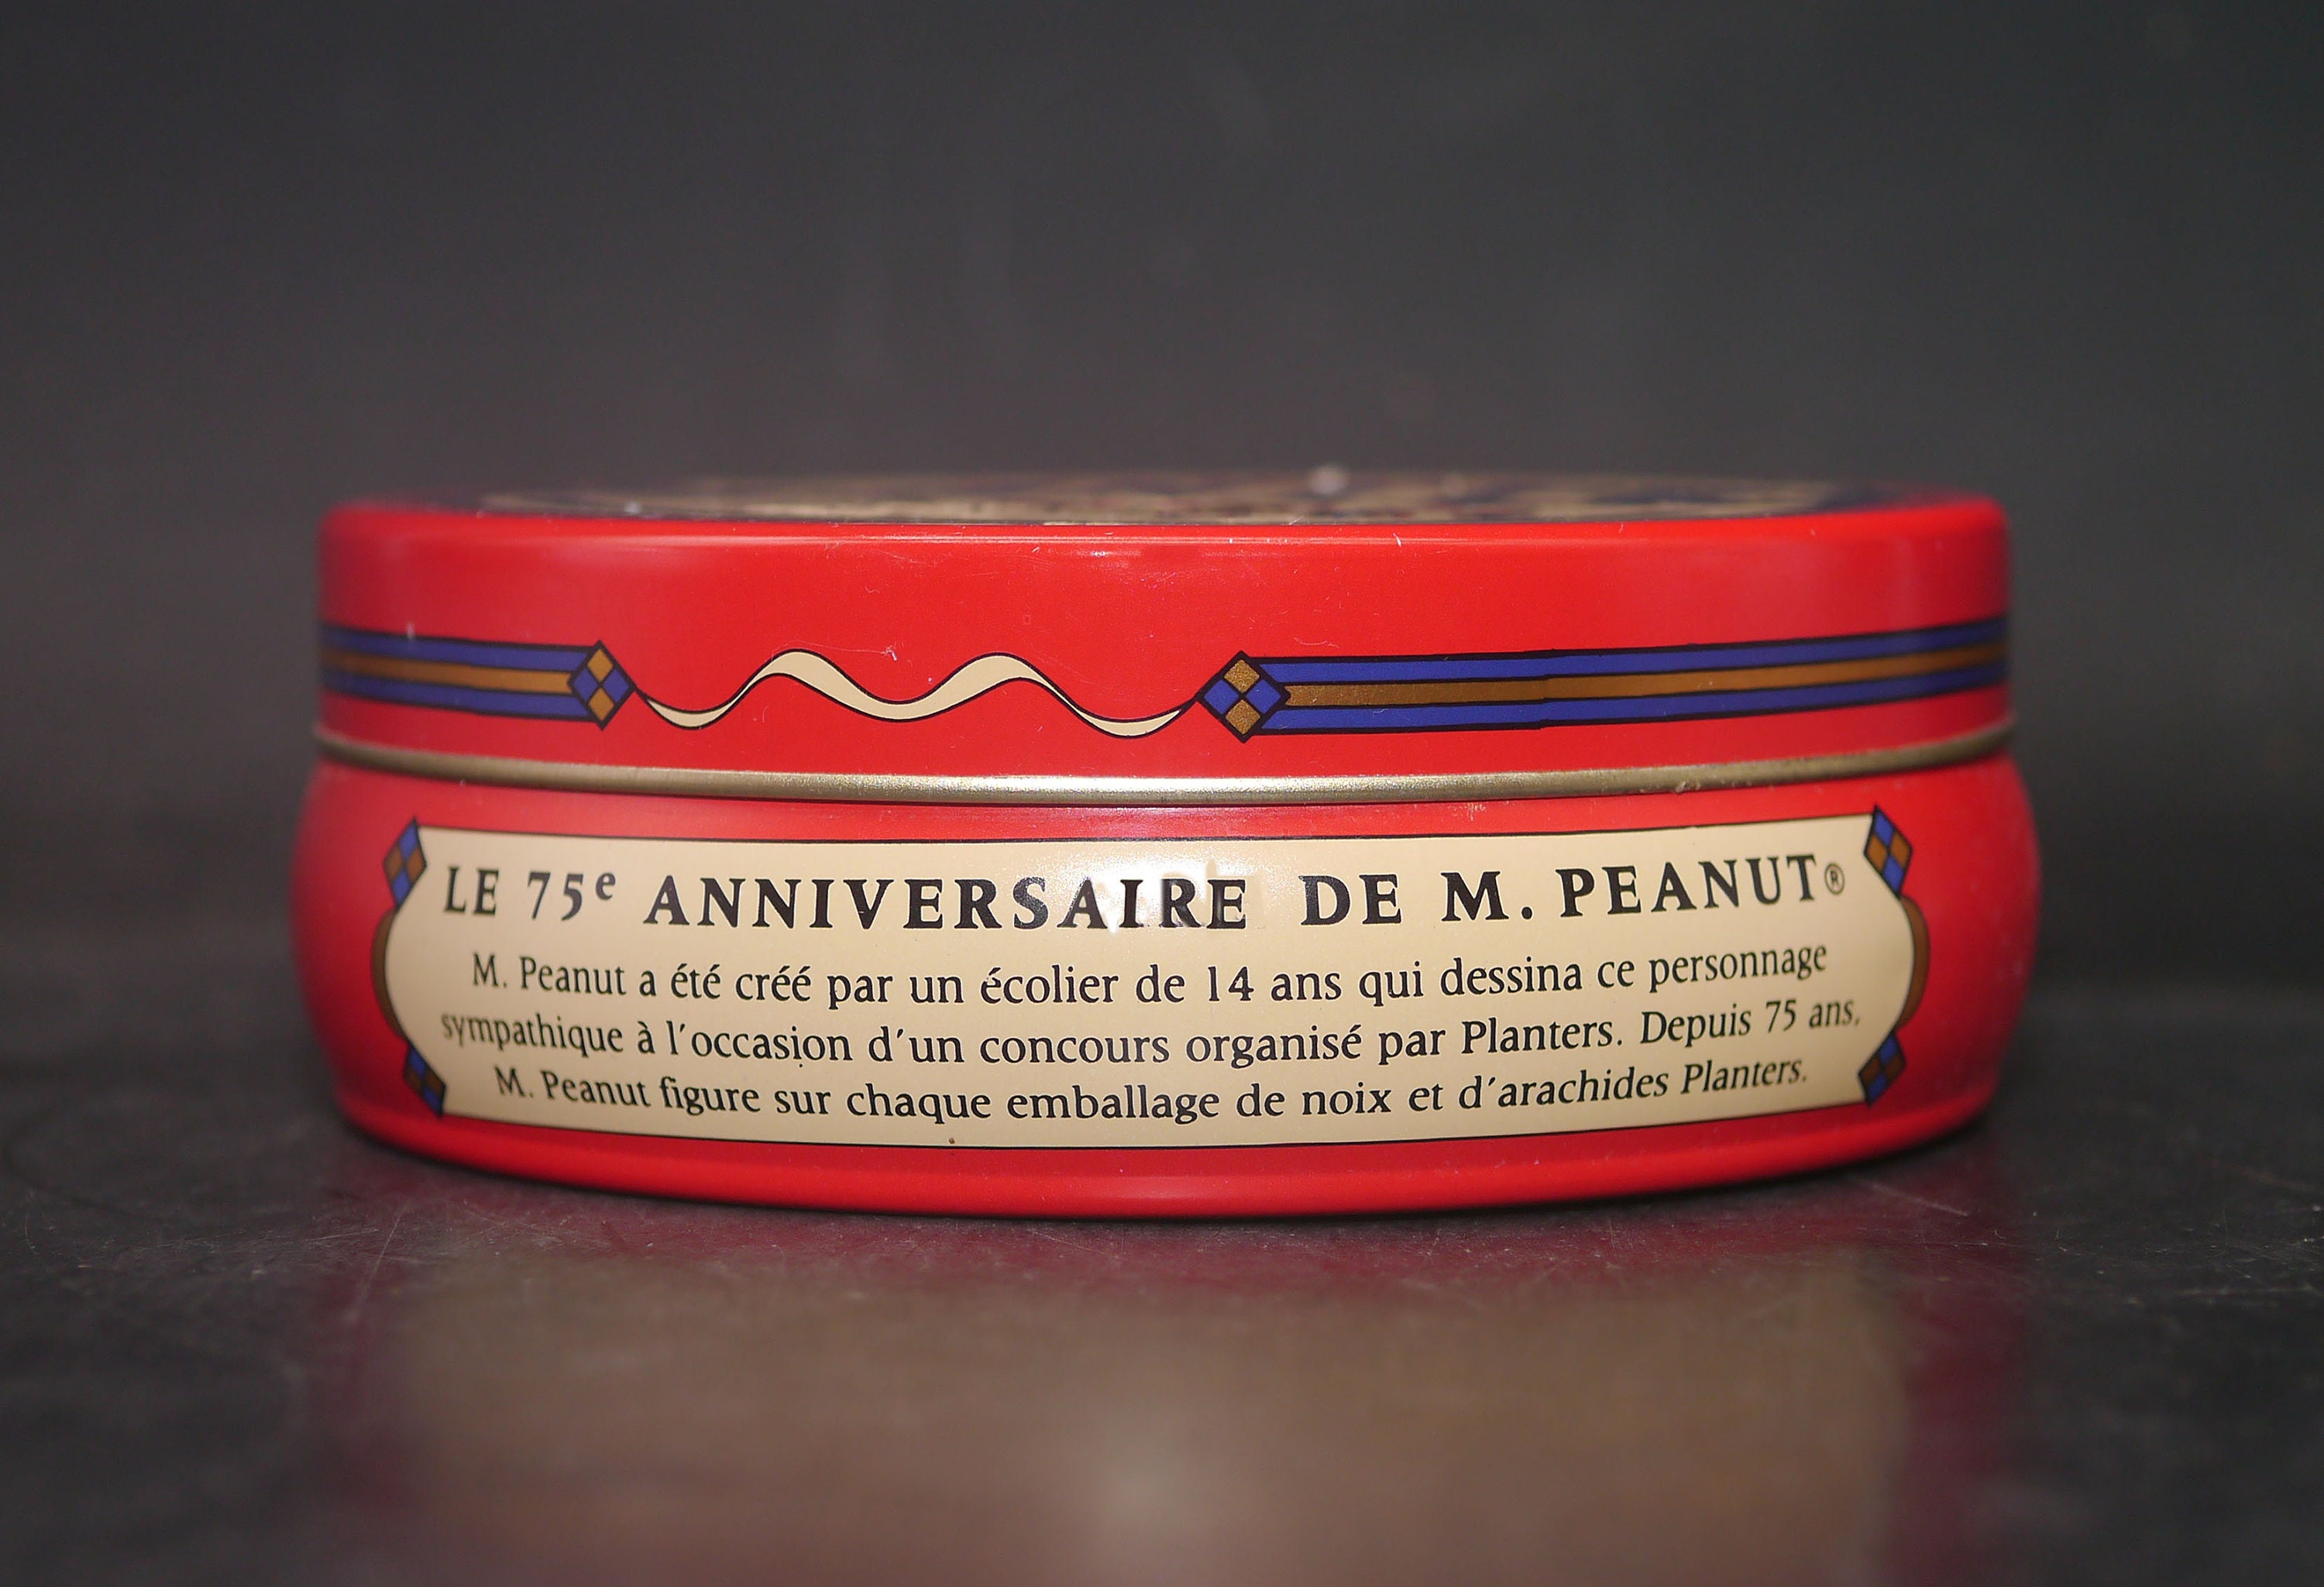 LE 75e ANNIVERSAIRE DE M. PEANUT®
M. Peanut a été créé par un écolier de 14 ans qui dessina ce personnage
sympathique à l'occasion d'un concours organisé par Planters. Depuis 75 ans,
M. Peanut figure sur chaque emballage de noix et d'arachides Planters.